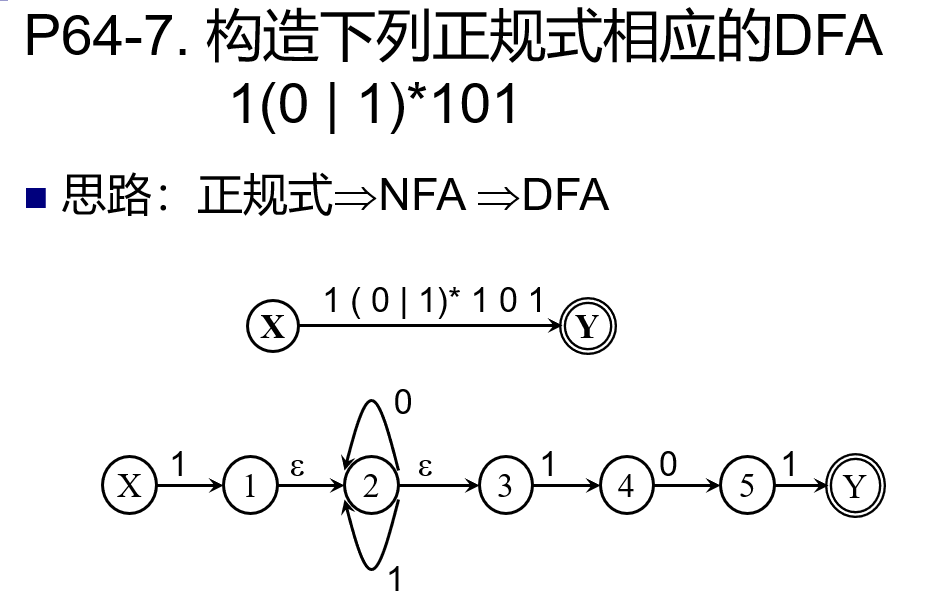 P64-7. 构造下列正规式相应的DFA
1(0 | 1)*101
思路：正规式⇒NFA ⇒DFA
1 ( 0 | 1)* 1 0 1
X Y
0
1 ε ε 1 0 1
X 1 2 3 4 5 Y
1